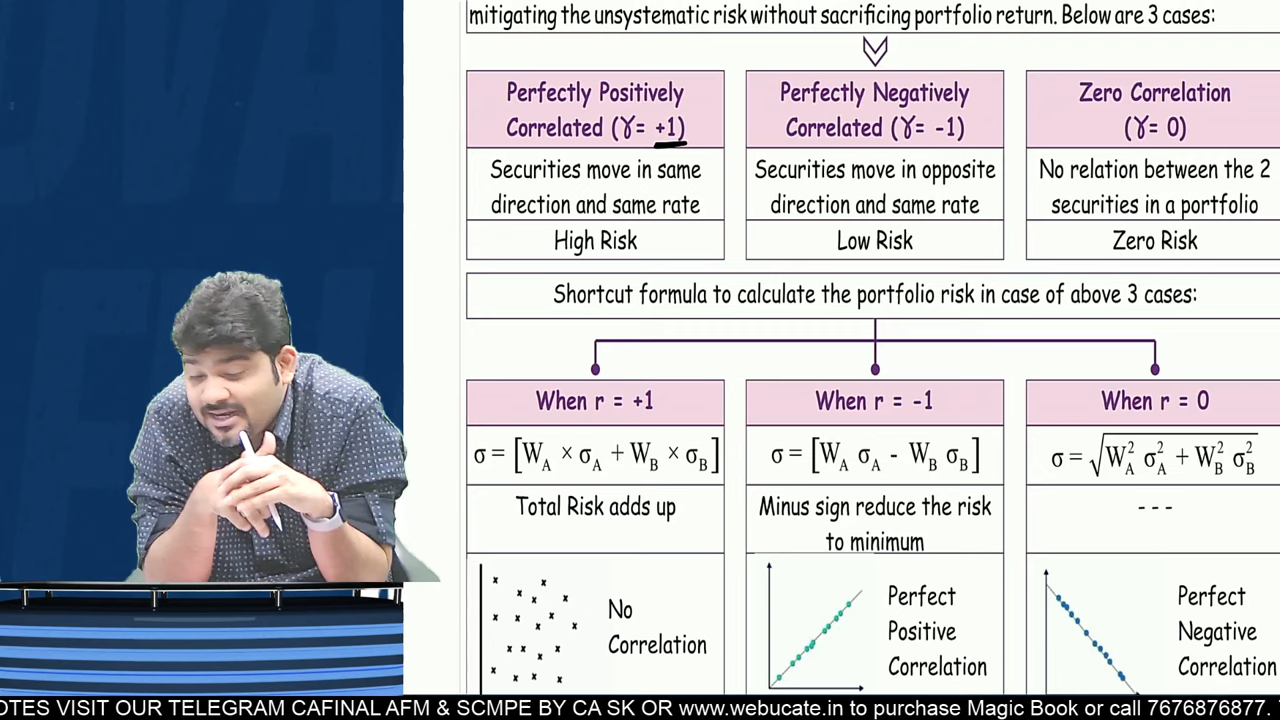 mitigating the unsystematic risk without sacrificing portfolio return. Below are 3 cases:
Perfectly Positively
Correlated (ɣ= +1)
Securities move in same
direction and same rate
High Risk
Perfectly Negatively
Correlated (ɣ= -1)
Securities move in opposite
direction and same rate
Low Risk
Zero Correlation
(ɣ= 0)
No relation between the 2
securities in a portfolio
Zero Risk
Shortcut formula to calculate the portfolio risk in case of above 3 cases:
When r = +1
σ = [W_A × σ_A + W_B × σ_B]
Total Risk adds up
When r = -1
σ = [W_A σ_A - W_B σ_B]
Minus sign reduce the risk
to minimum
When r = 0
σ = √(W_A² σ_A² + W_B² σ_B²)
- - -
No
Correlation
Perfect
Positive
Correlation
Perfect
Negative
Correlation
OTES VISIT OUR TELEGRAM CAFINAL AFM & SCMPE BY CA SK OR www.webucate.in to purchase Magic Book or call 7676876877.